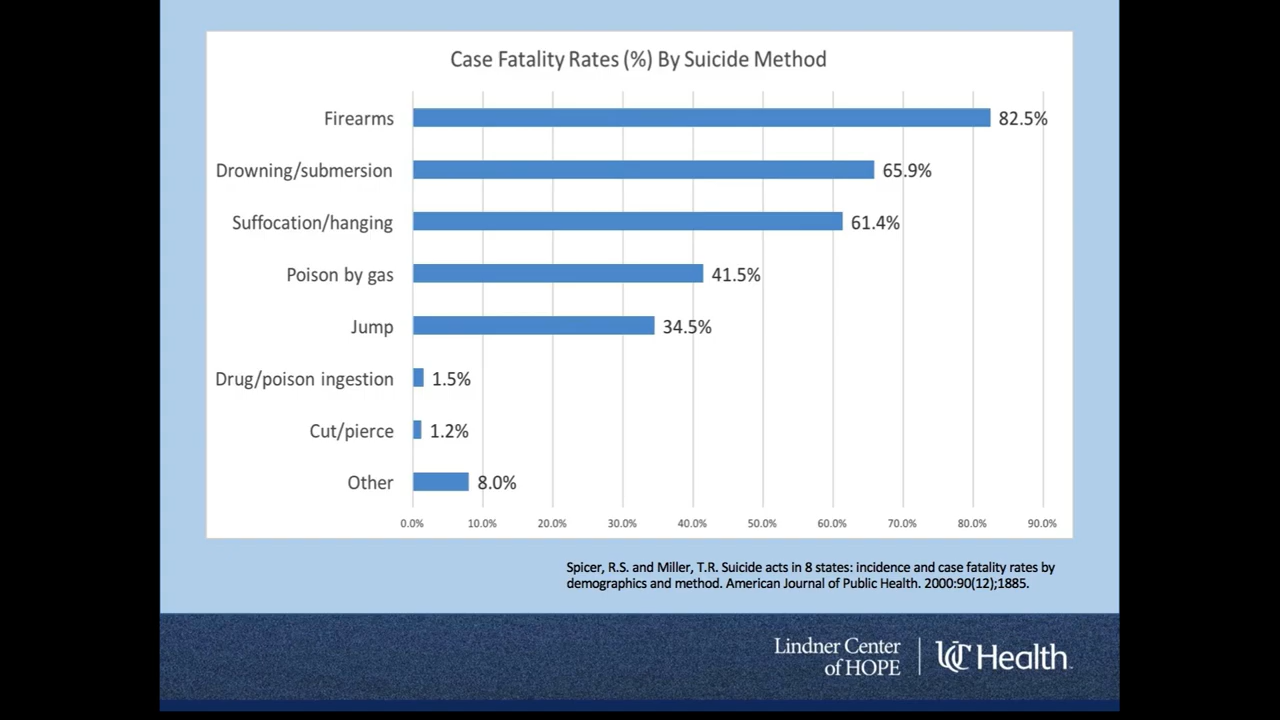 Case Fatality Rates (%) By Suicide Method
Firearms 82.5%
Drowning/submersion 65.9%
Suffocation/hanging 61.4%
Poison by gas 41.5%
Jump 34.5%
Drug/poison ingestion 1.5%
Cut/pierce 1.2%
Other 8.0%
0.0% 10.0% 20.0% 30.0% 40.0% 50.0% 60.0% 70.0% 80.0% 90.0%
Spicer, R.S. and Miller, T.R. Suicide acts in 8 states: incidence and case fatality rates by
demographics and method. American Journal of Public Health. 2000:90(12);1885.
Lindner Center
of HOPE
UC Health